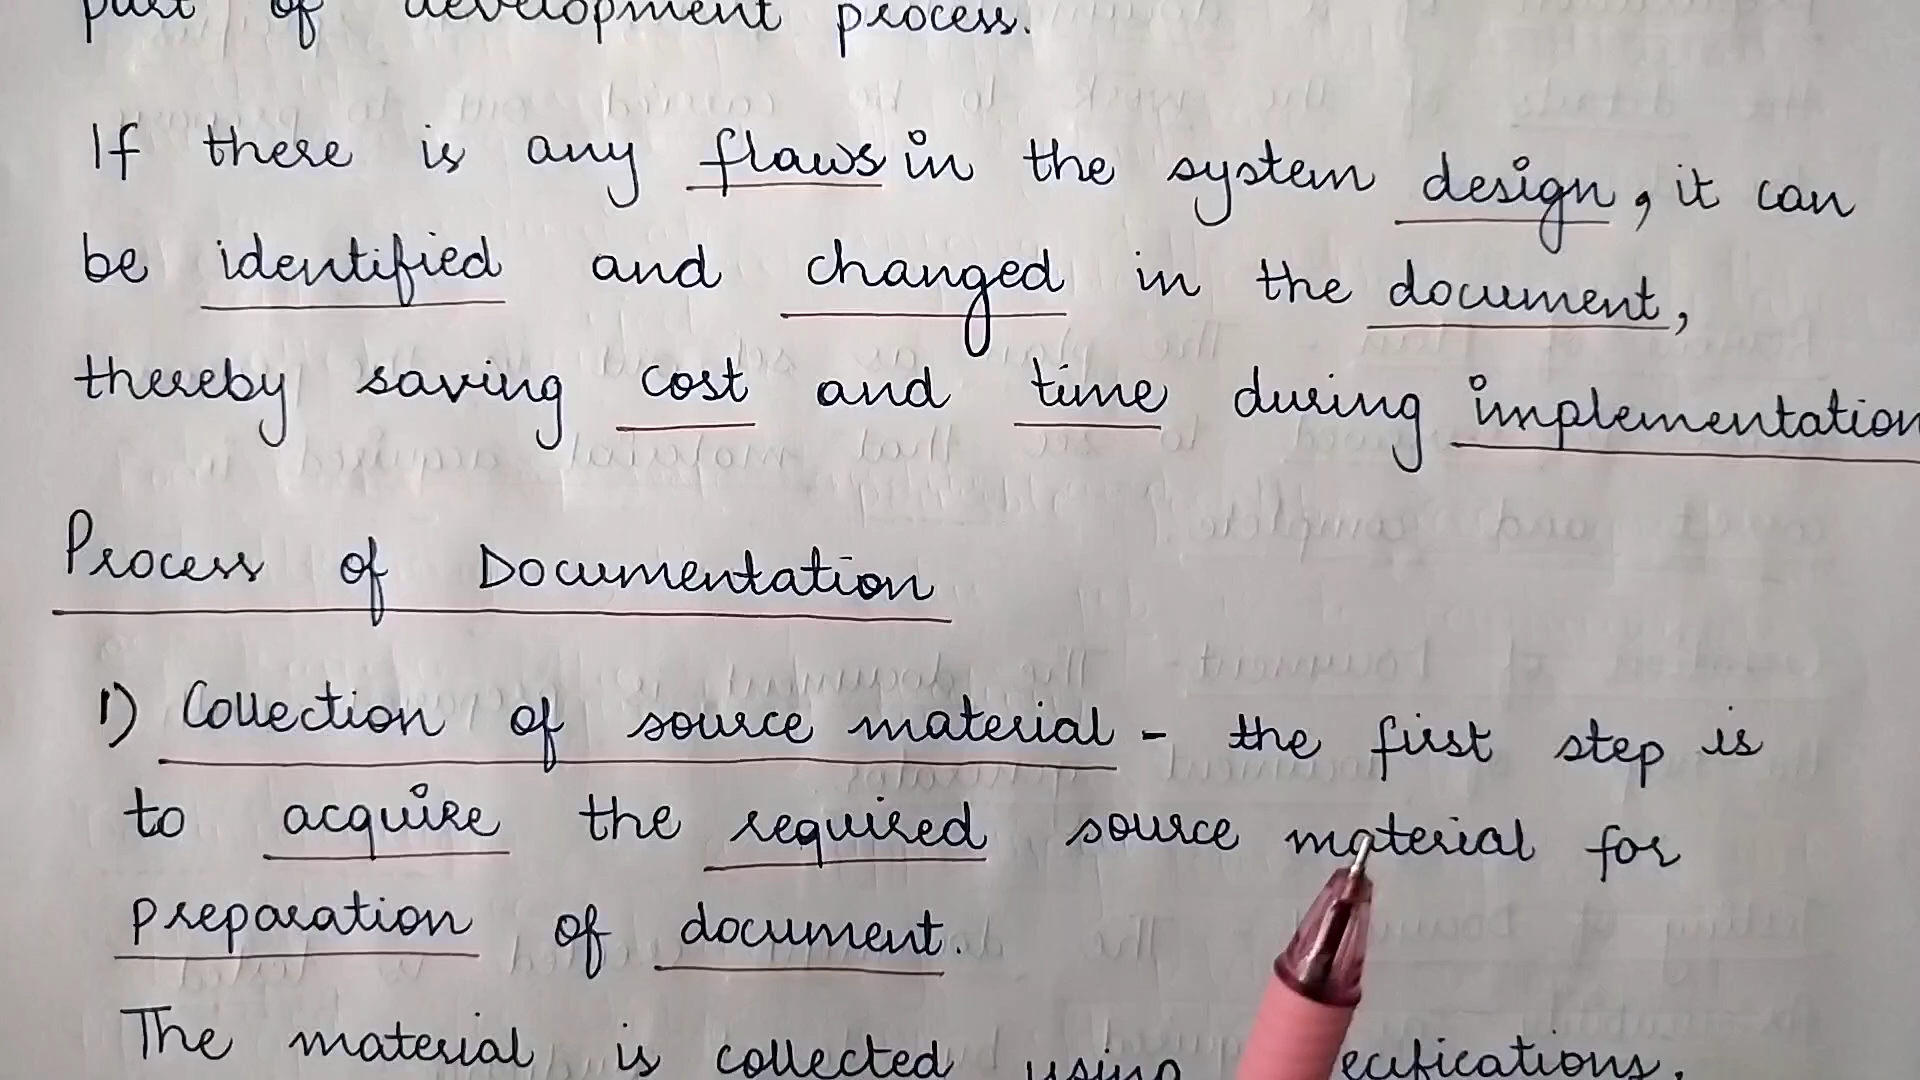 part of development process.
If there is any flaws in the system design, it can
be identified and changed in the document,
thereby saving cost and time during implementation
Process of Documentation
1) Collection of source material - the first step is
to acquire the required source material for
preparation of document.
The material is collected using